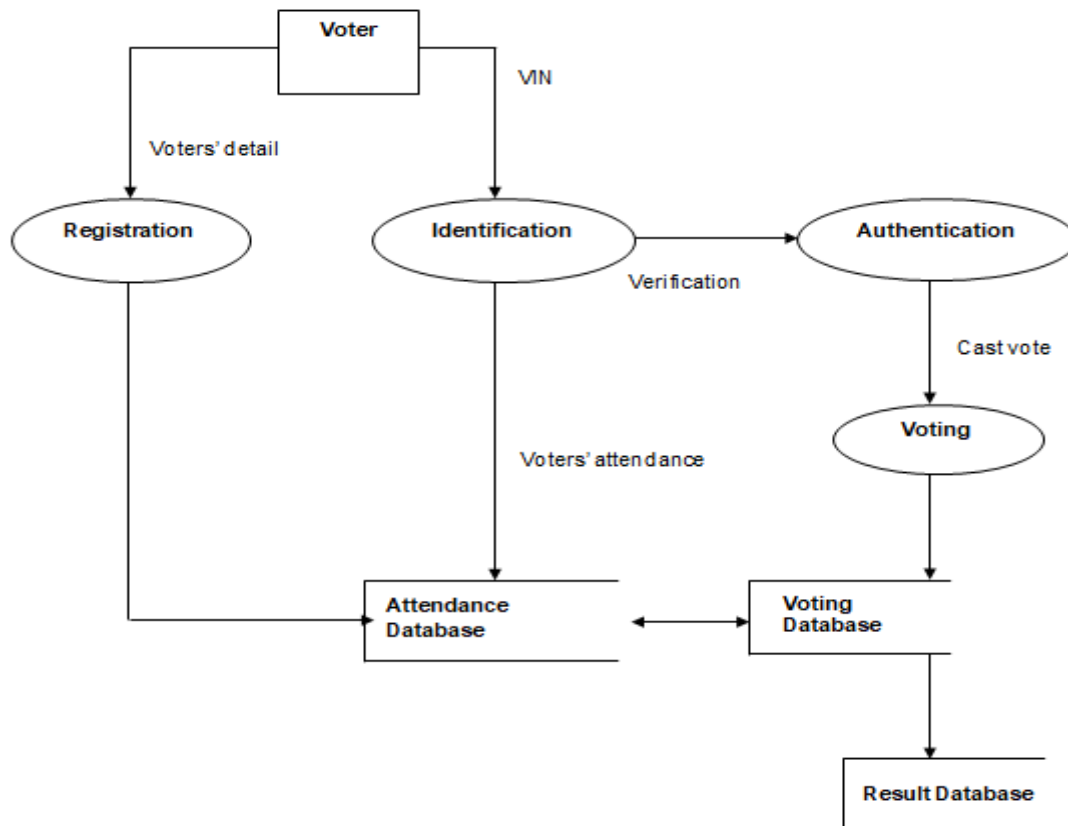 Voter
VIN
Voters' detail
Registration
Identification
Authentication
Verification
Cast vote
Voting
Voters' attendance
Attendance
Database
Voting
Database
Result Database